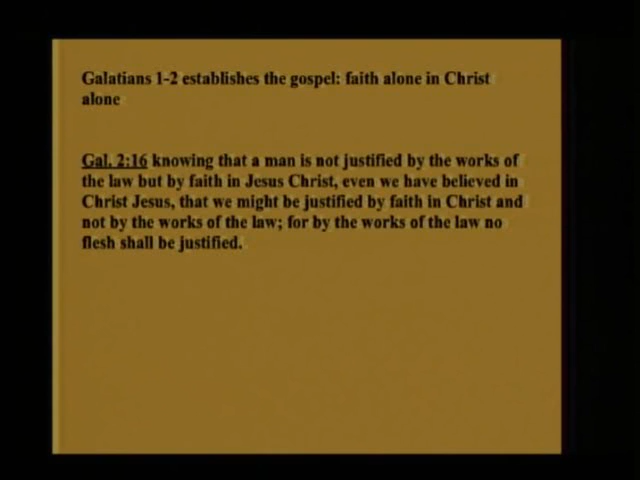 Galatians 1-2 establishes the gospel: faith alone in Christ
alone
Gal. 2:16 knowing that a man is not justified by the works of
the law but by faith in Jesus Christ, even we have believed in
Christ Jesus, that we might be justified by faith in Christ and
not by the works of the law; for by the works of the law no
flesh shall be justified.